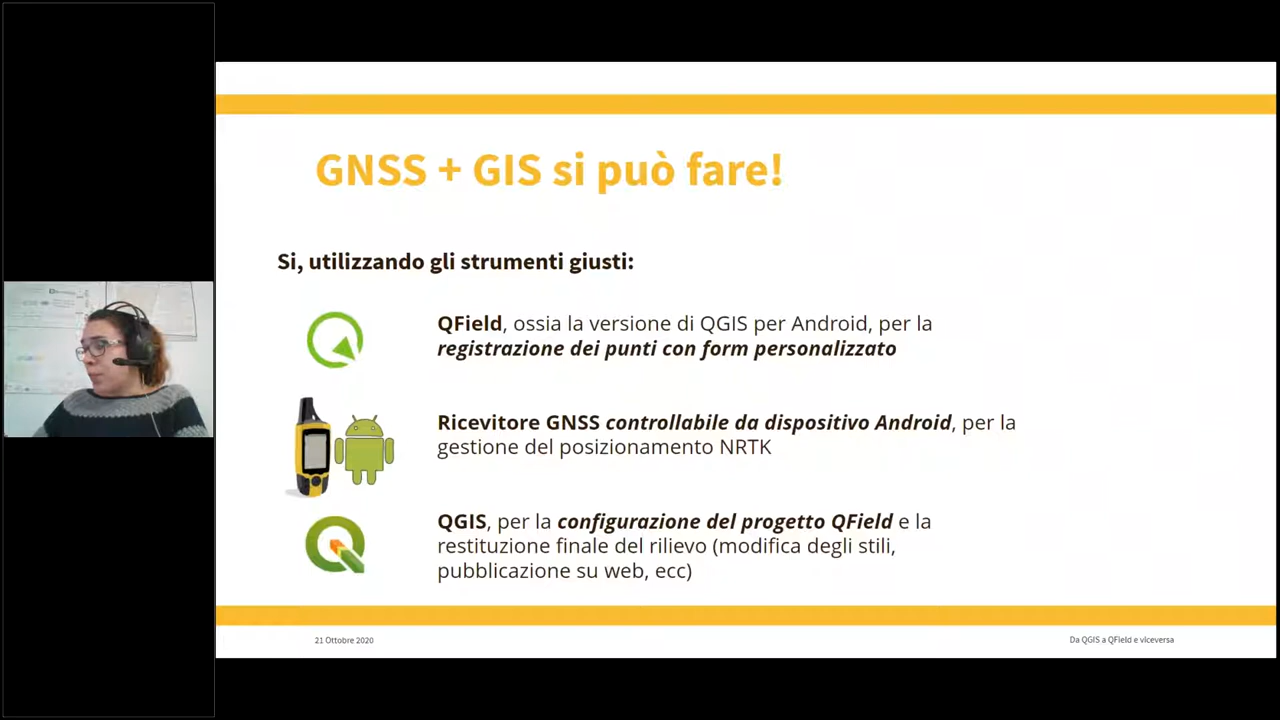 GNSS + GIS si può fare!
Si, utilizzando gli strumenti giusti:
QField, ossia la versione di QGIS per Android, per la
registrazione dei punti con form personalizzato
Ricevitore GNSS controllabile da dispositivo Android, per la
gestione del posizionamento NRTK
QGIS, per la configurazione del progetto QField e la
restituzione finale del rilievo (modifica degli stili,
pubblicazione su web, ecc)
21 Ottobre 2020
Da QGIS a QField e viceversa